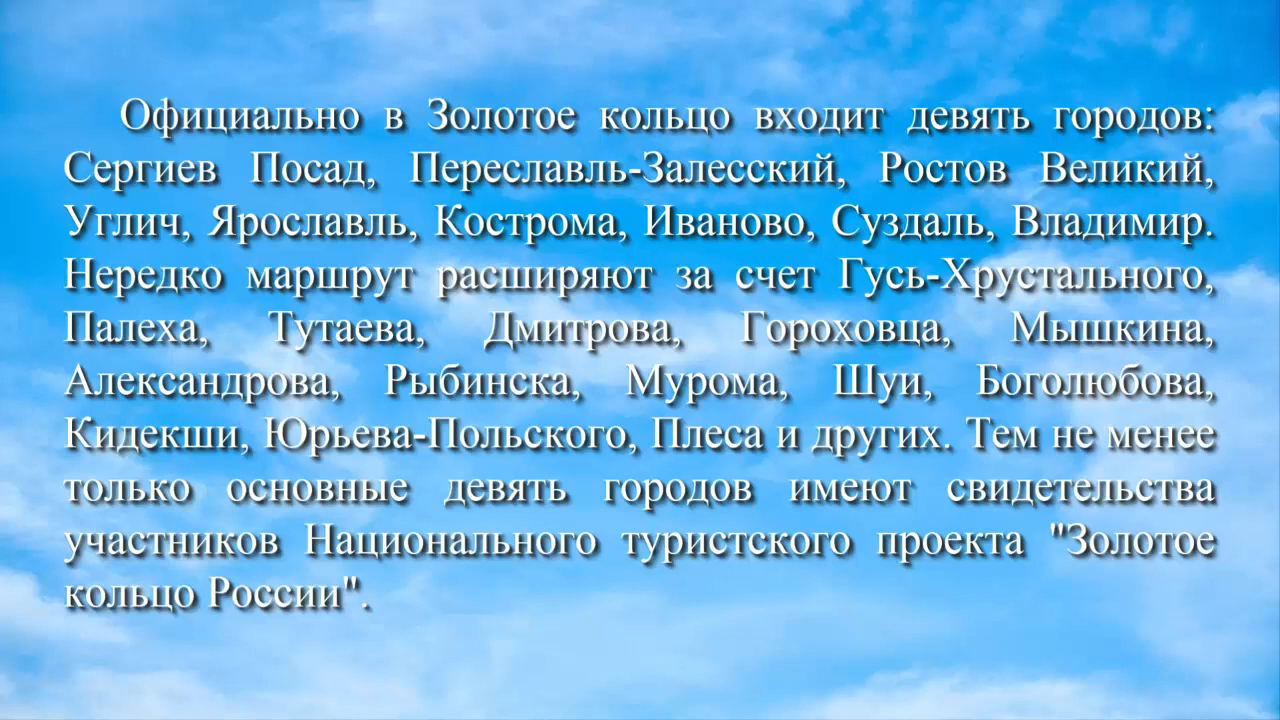 Официально в Золотое кольцо входит девять городов:
Сергиев Посад, Переславль-Залесский, Ростов Великий,
Углич, Ярославль, Кострома, Иваново, Суздаль, Владимир.
Нередко маршрут расширяют за счет Гусь-Хрустального,
Палеха, Тутаева, Дмитрова, Гороховца, Мышкина,
Александрова, Рыбинска, Мурома, Шуи, Боголюбова,
Кидекши, Юрьева-Польского, Плеса и других. Тем не менее
только основные девять городов имеют свидетельства
участников Национального туристского проекта "Золотое
кольцо России".